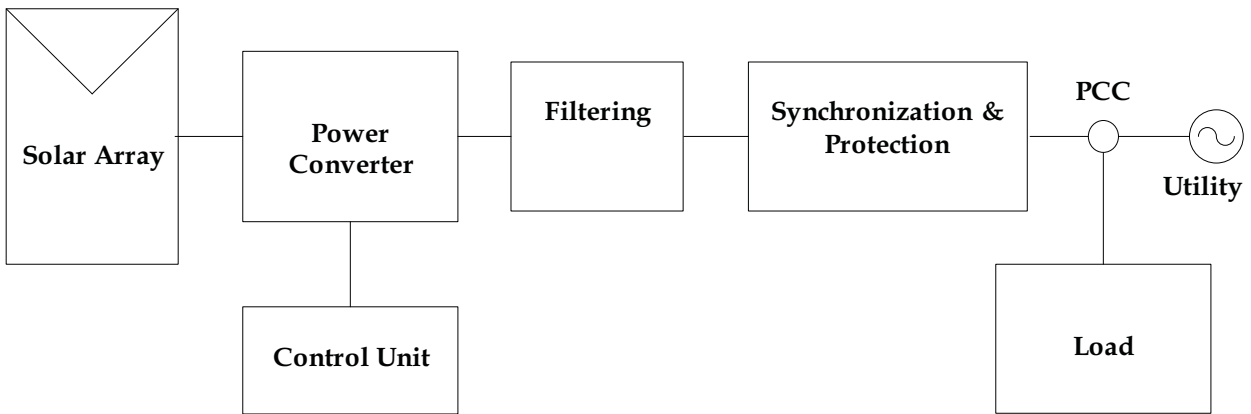 Solar Array
Power
Converter
Filtering
Synchronization &
Protection
PCC
Utility
Control Unit
Load